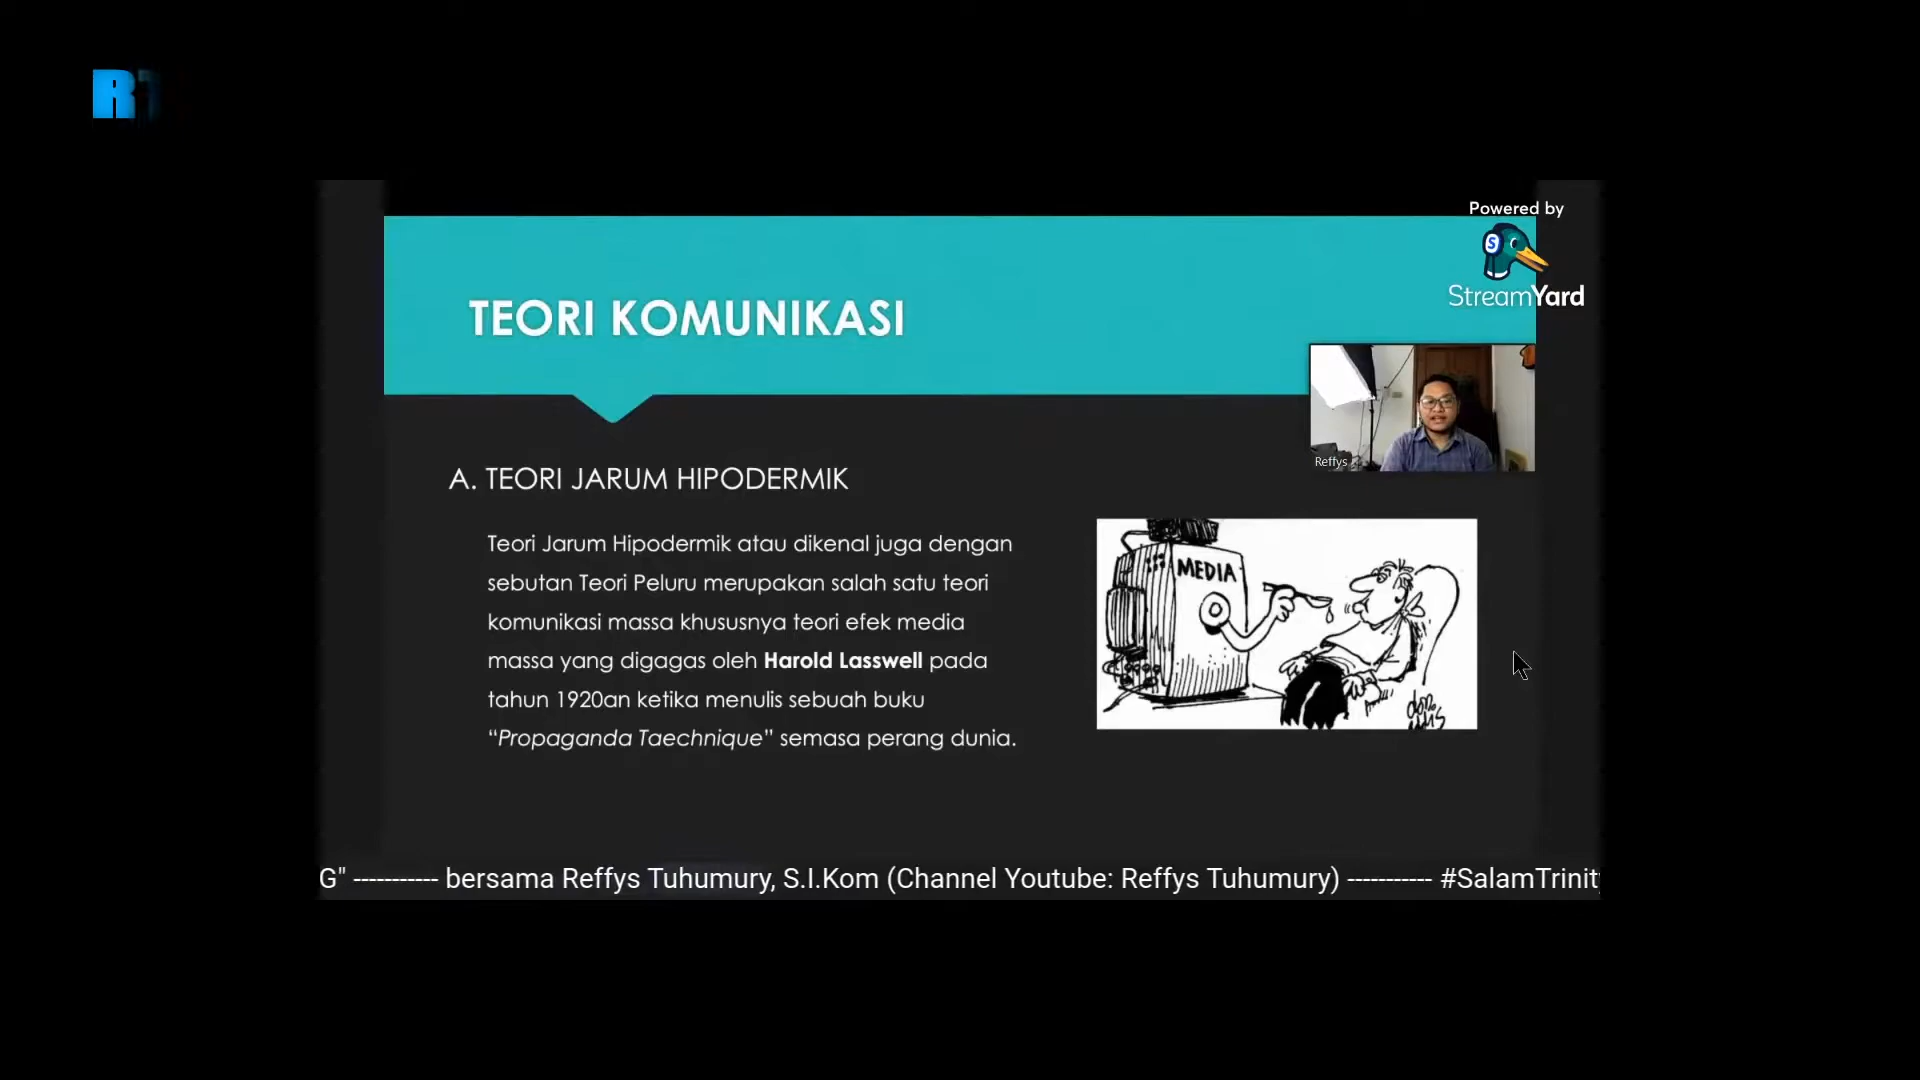 Powered by
StreamYard
TEORI KOMUNIKASI
Reffys
A. TEORI JARUM HIPODERMIK
Teori Jarum Hipodermik atau dikenal juga dengan
sebutan Teori Peluru merupakan salah satu teori
komunikasi massa khususnya teori efek media
massa yang digagas oleh Harold Lasswell pada
tahun 1920an ketika menulis sebuah buku
“Propaganda Taechnique” semasa perang dunia.
MEDIA
G" ----------- bersama Reffys Tuhumury, S.I.Kom (Channel Youtube: Reffys Tuhumury) ----------- #SalamTrinit